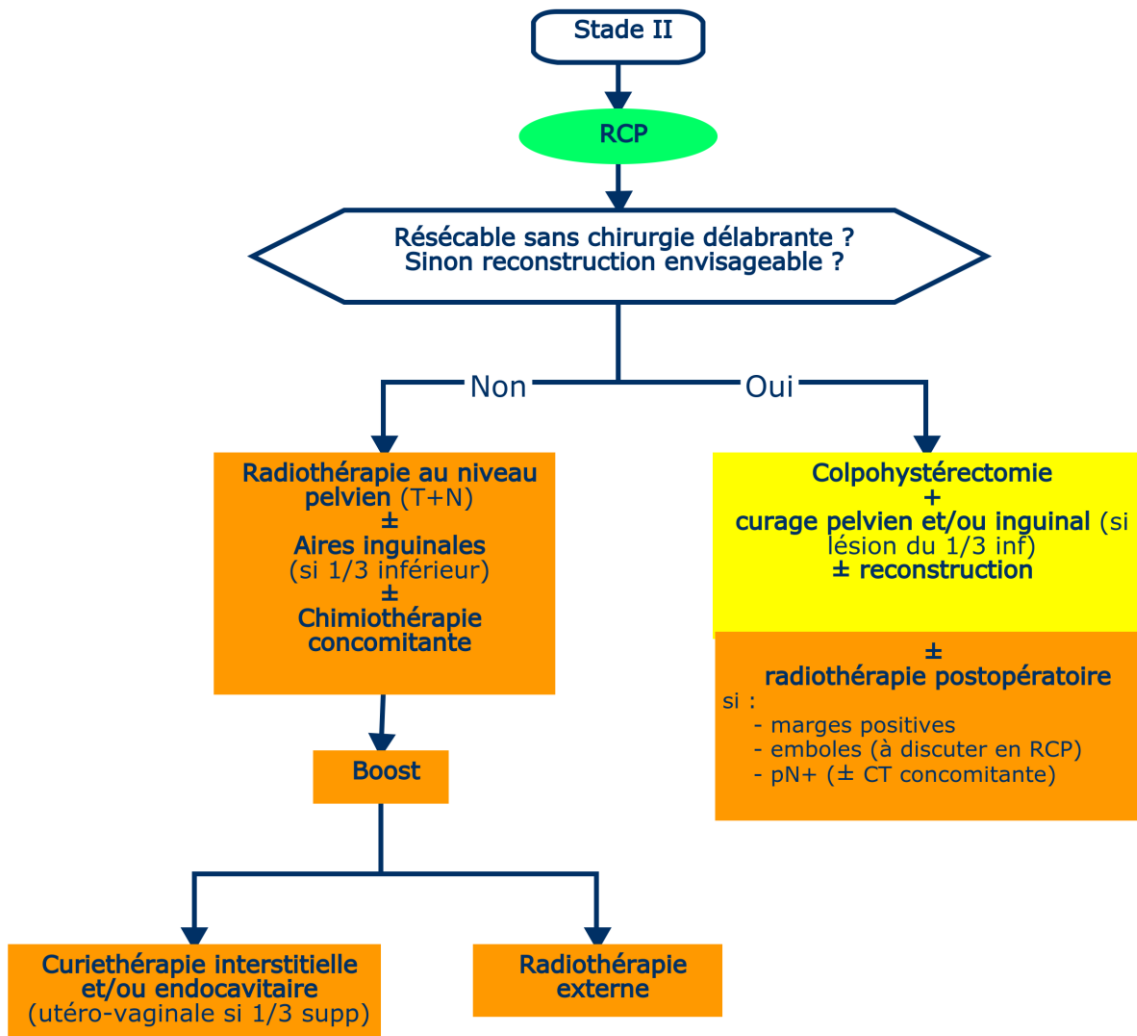 Stade II
RCP
Résécable sans chirurgie délabrante ?
Sinon reconstruction envisageable ?
Non
Oui
Radiothérapie au niveau
pelvien (T+N)
±
Aires inguinales
(si 1/3 inférieur)
±
Chimiothérapie
concomitante
Colpohystérectomie
+
curage pelvien et/ou inguinal (si
lésion du 1/3 inf)
± reconstruction
±
radiothérapie postopératoire
si :
- marges positives
- emboles (à discuter en RCP)
- pN+ (± CT concomitante)
Boost
Curiethérapie interstitielle
et/ou endocavitaire
(utéro-vaginale si 1/3 supp)
Radiothérapie
externe